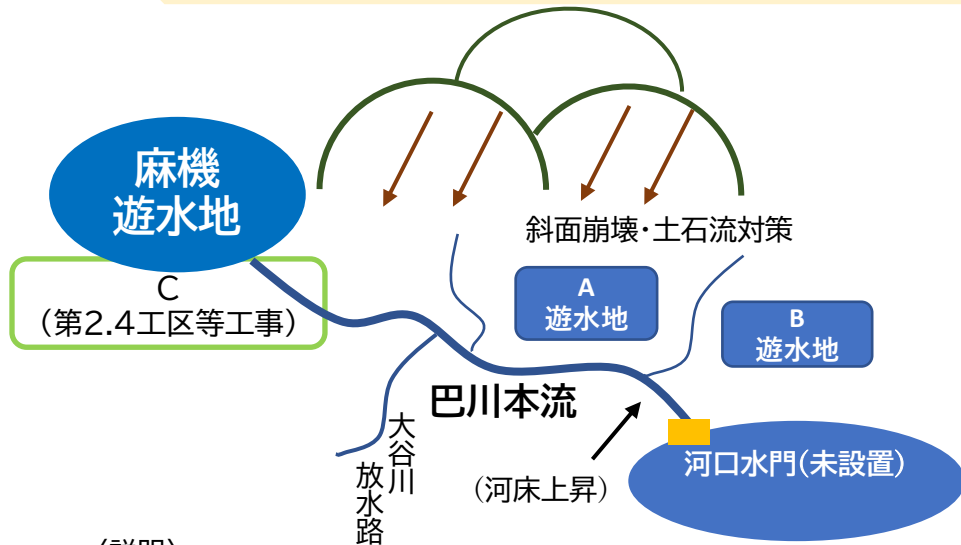 麻機
遊水地
C
(第2.4工区等工事)
斜面崩壊・土石流対策
A
遊水地
B
遊水地
巴川本流
大谷川
放水路
(河床上昇)
河口水門(未設置)